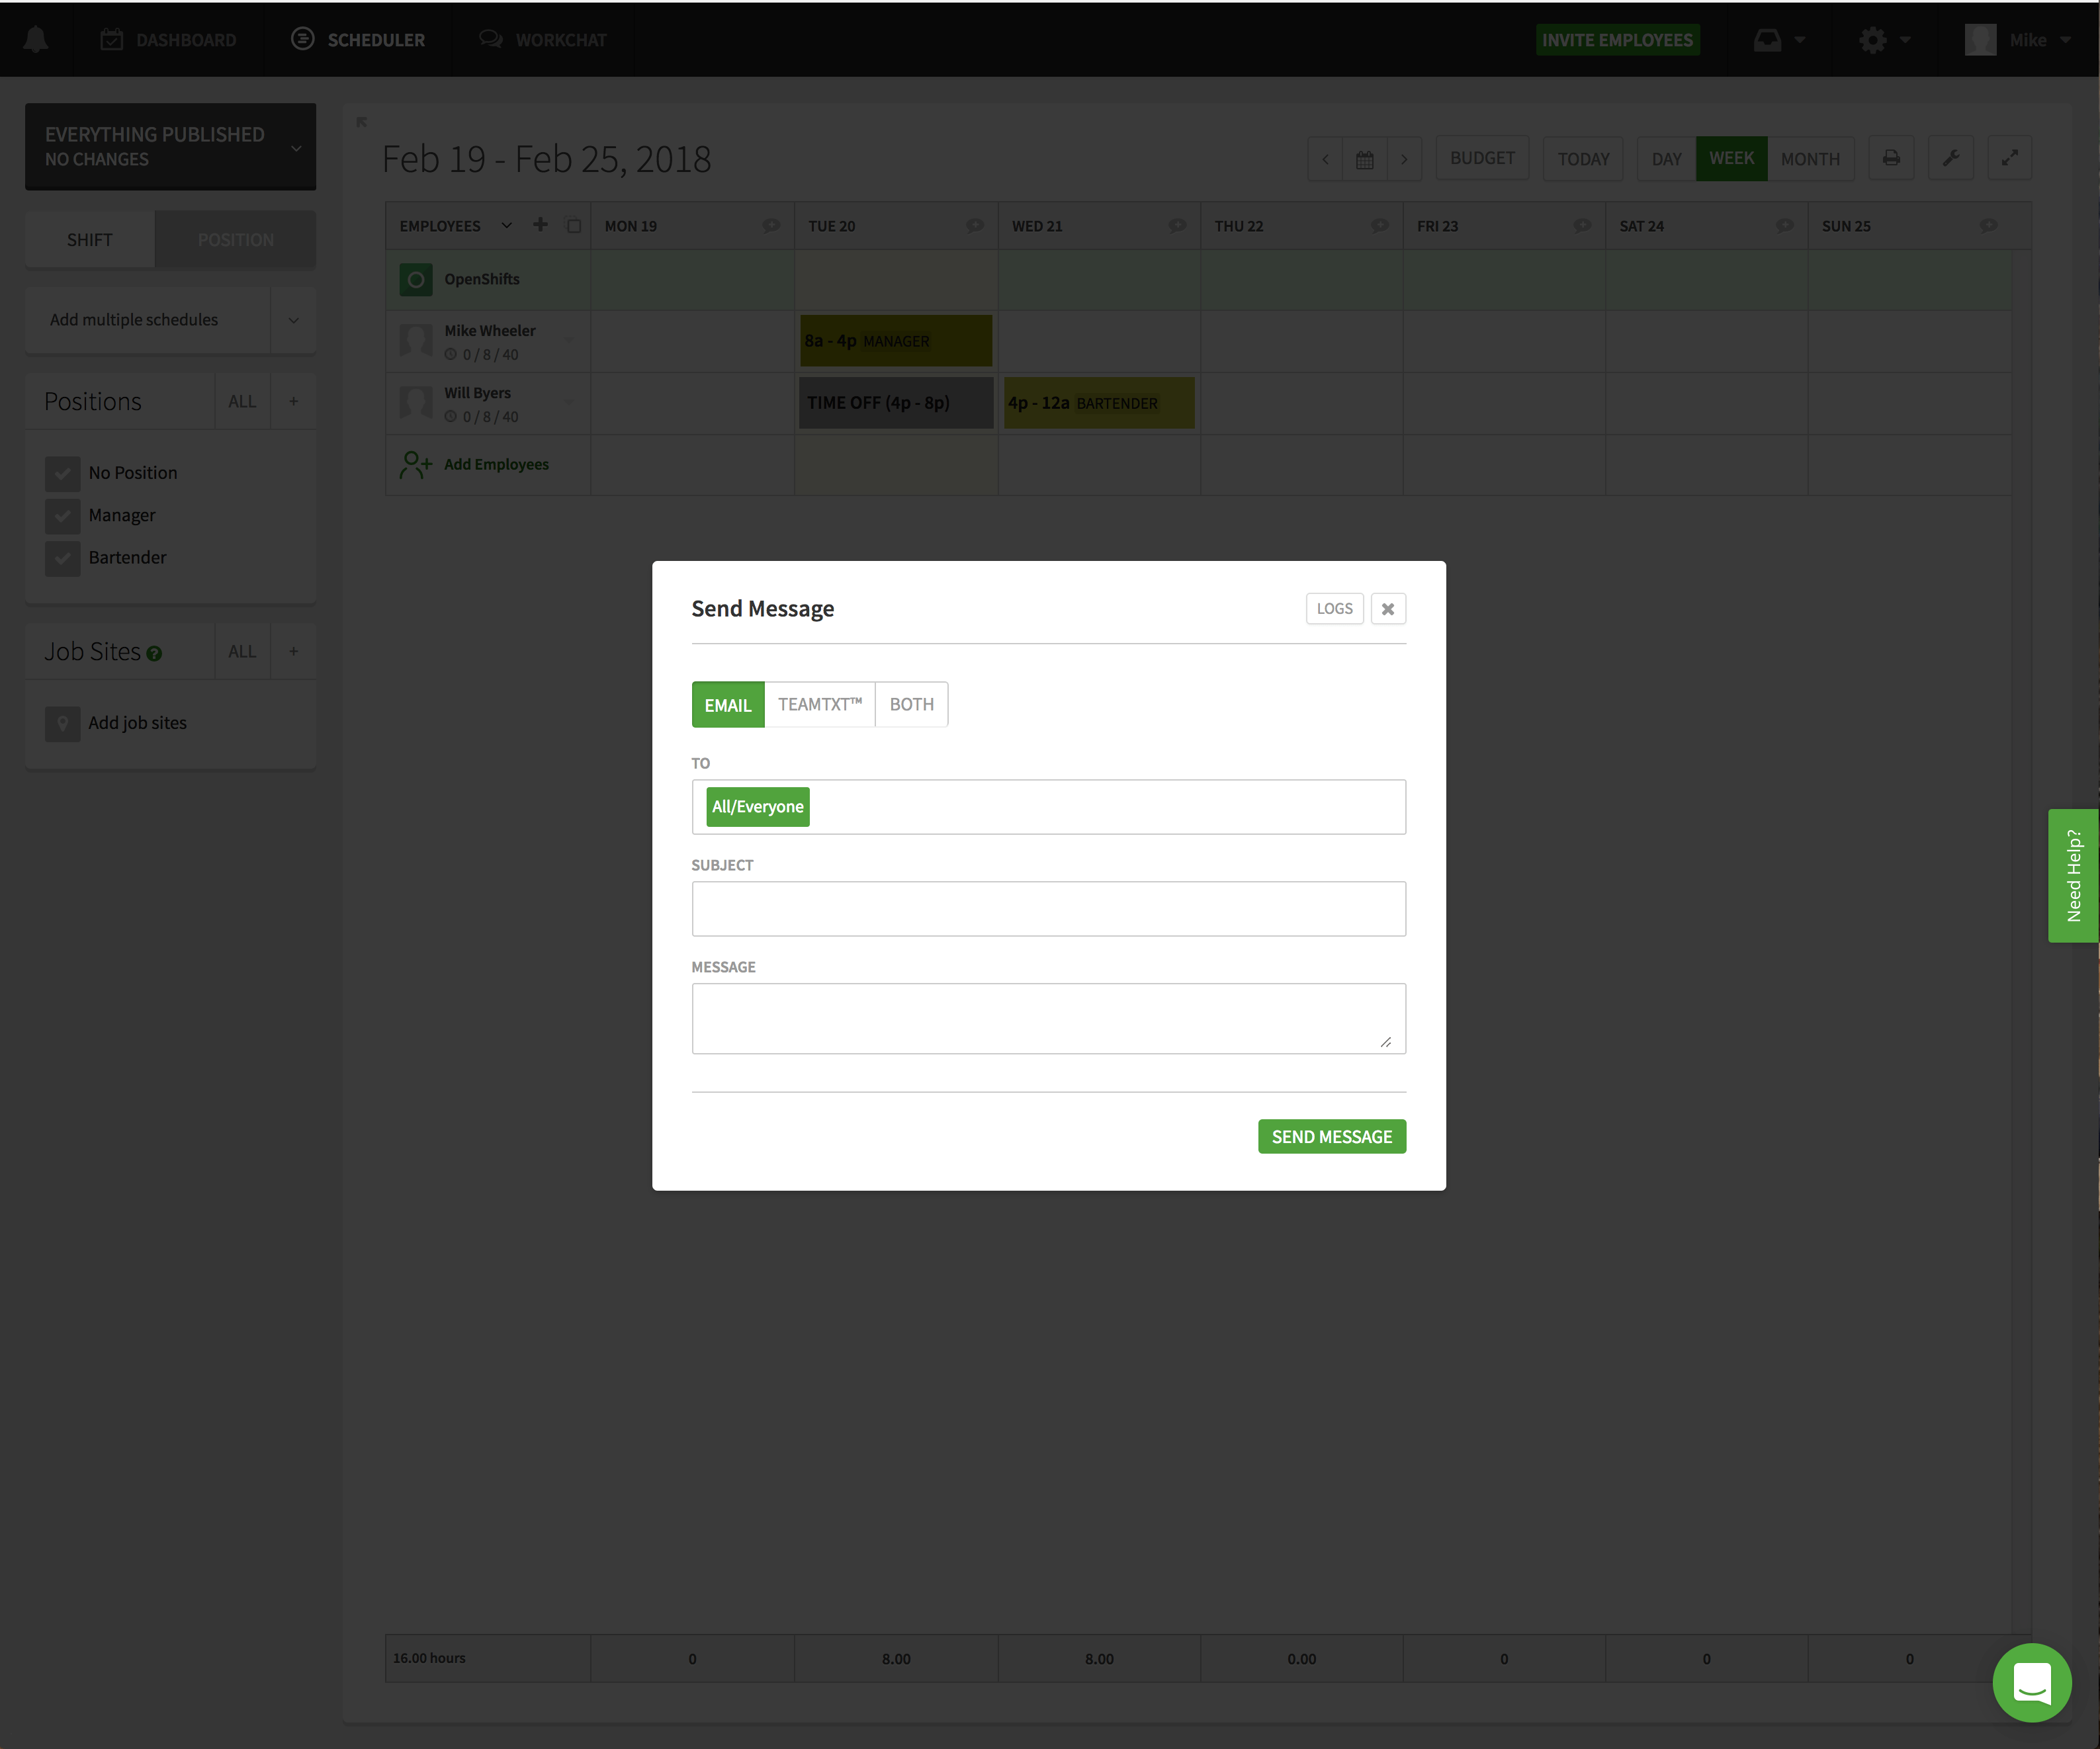 DASHBOARD
SCHEDULER
WORKCHAT
INVITE EMPLOYEES
Mike
EVERYTHING PUBLISHED
NO CHANGES
SHIFT
POSITION
Add multiple schedules
Positions
ALL
+
No Position
Manager
Bartender
Job Sites ?
ALL
+
Add job sites
Feb 19 - Feb 25, 2018
BUDGET
TODAY
DAY
WEEK
MONTH
EMPLOYEES
MON 19
TUE 20
WED 21
THU 22
FRI 23
SAT 24
SUN 25
OpenShifts
Mike Wheeler
0 / 8 / 40
8a - 4p MANAGER
Will Byers
0 / 8 / 40
TIME OFF (4p - 8p)
4p - 12a BARTENDER
Add Employees
Send Message
LOGS
EMAIL
TEAMTXT™
BOTH
TO
All/Everyone
SUBJECT
MESSAGE
SEND MESSAGE
Need Help?
16.00 hours
0
8.00
8.00
0.00
0
0
0